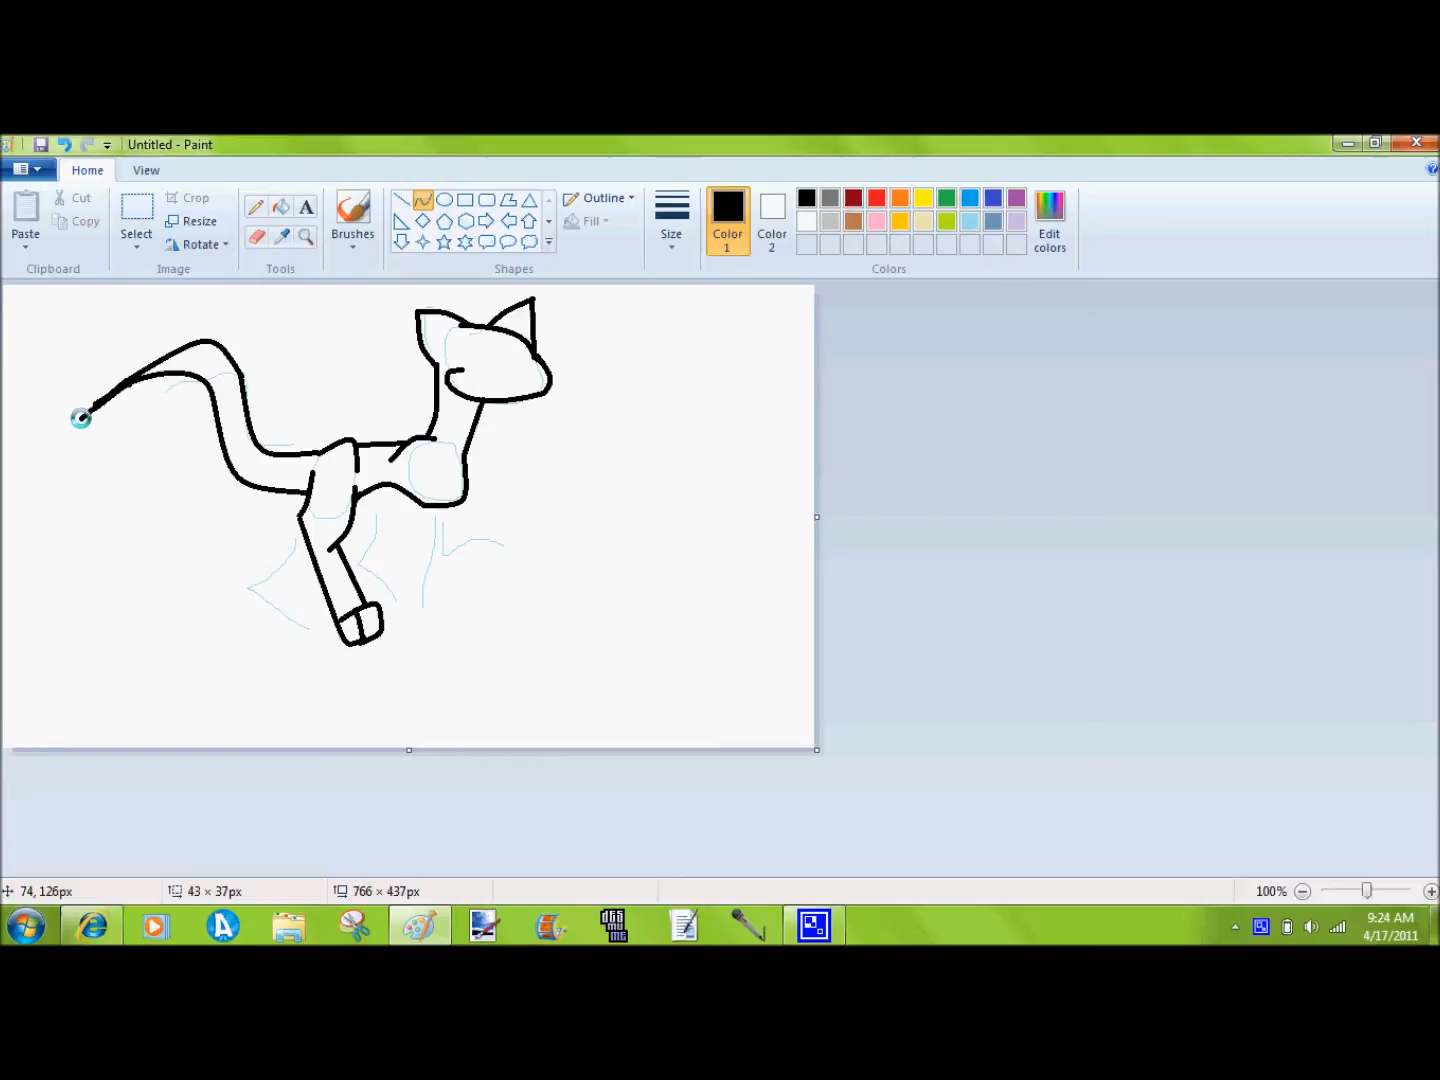 Untitled - Paint
Home
View
Paste
Cut
Copy
Clipboard
Select
Crop
Resize
Rotate
Image
A
Tools
Brushes
Shapes
Outline
Fill
Size
Color 1
Color 2
Edit colors
Colors
74, 126px
43 × 37px
766 × 437px
100%
9:24 AM
4/17/2011